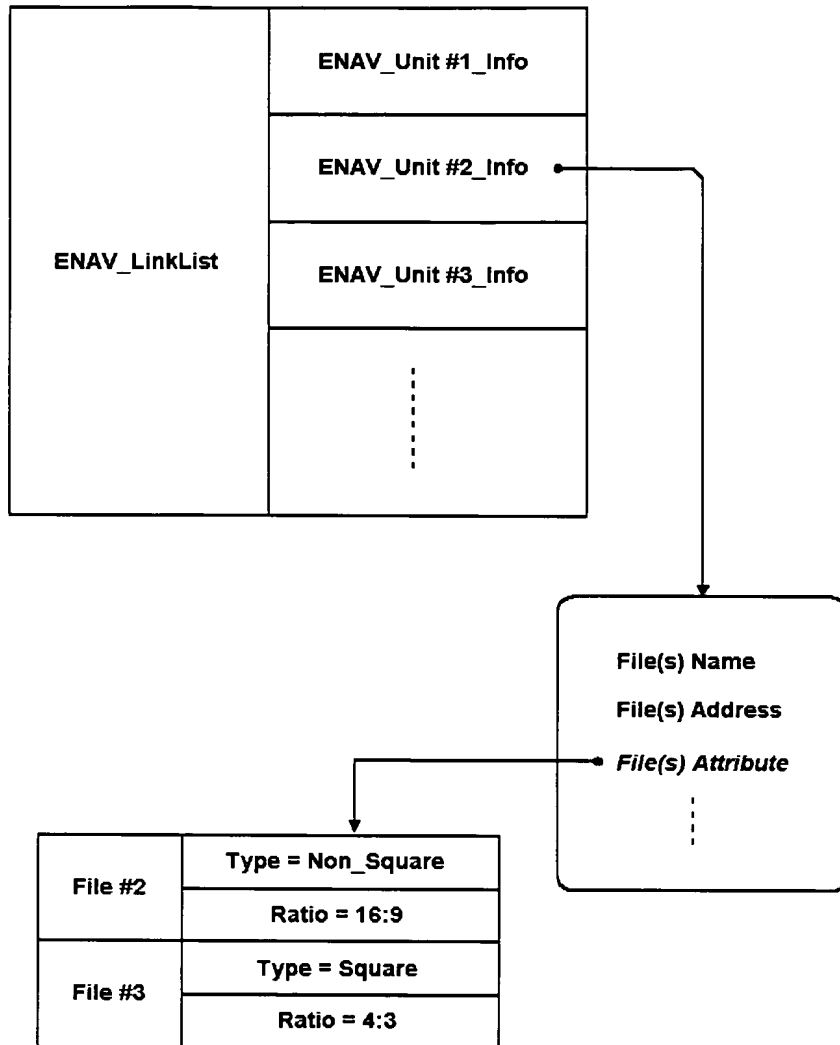 ENAV_Unit #1_Info
ENAV_Unit #2_Info
ENAV_LinkList
ENAV_Unit #3_Info
File(s) Name
File(s) Address
File(s) Attribute
File #2
Type = Non_Square
Ratio = 16:9
File #3
Type = Square
Ratio = 4:3